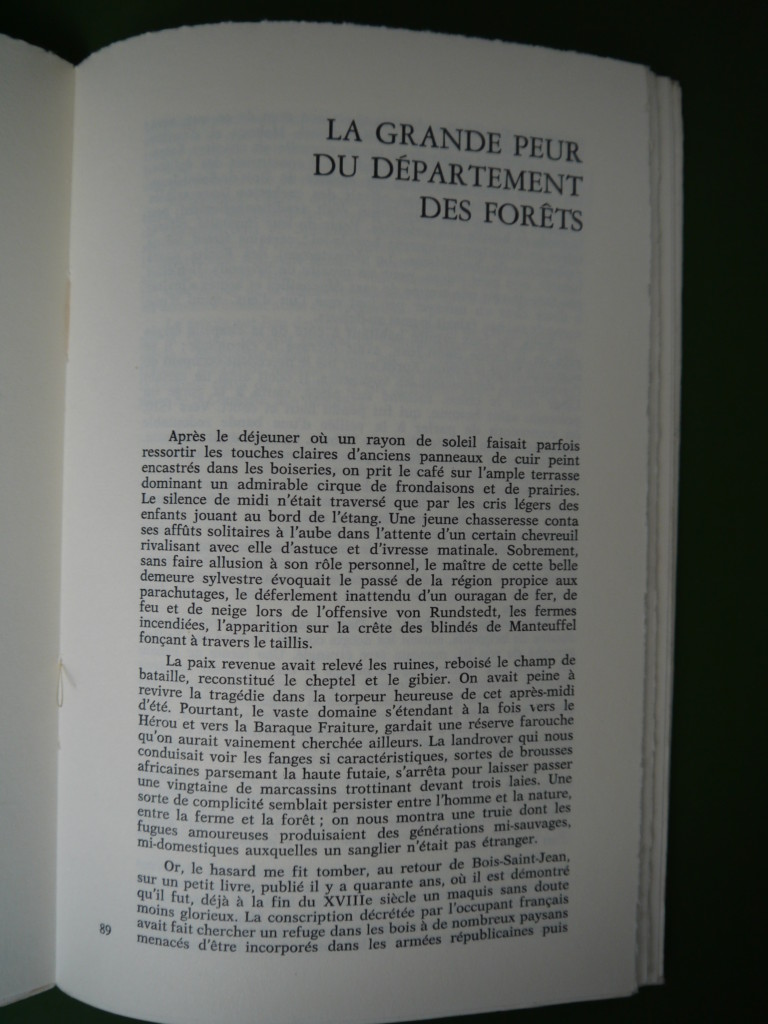 LA GRANDE PEUR
DU DÉPARTEMENT
DES FORÊTS
Après le déjeuner où un rayon de soleil faisait parfois
ressortir les touches claires d'anciens panneaux de cuir peint
encastrés dans les boiseries, on prit le café sur l'ample terrasse
dominant un admirable cirque de frondaisons et de prairies.
Le silence de midi n'était traversé que par les cris légers des
enfants jouant au bord de l'étang. Une jeune chasseresse conta
ses affûts solitaires à l'aube dans l'attente d'un certain chevreuil
rivalisant avec elle d'astuce et d'ivresse matinale. Sobrement,
sans faire allusion à son rôle personnel, le maître de cette belle
demeure sylvestre évoquait le passé de la région propice aux
parachutages, le déferlement inattendu d'un ouragan de fer, de
feu et de neige lors de l'offensive von Rundstedt, les fermes
incendiées, l'apparition sur la crête des blindés de Manteuffel
fonçant à travers le taillis.
La paix revenue avait relevé les ruines, reboisé le champ de
bataille, reconstitué le cheptel et le gibier. On avait peine à
revivre la tragédie dans la torpeur heureuse de cet après-midi
d'été. Pourtant, le vaste domaine s'étendant à la fois vers le
Hérou et vers la Baraque Fraiture, gardait une réserve farouche
qu'on aurait vainement cherchée ailleurs. La landrover qui nous
conduisait voir les fanges si caractéristiques, sortes de brousses
africaines parsemant la haute futaie, s'arrêta pour laisser passer
une vingtaine de marcassins trottinant devant trois laies. Une
sorte de complicité semblait persister entre l'homme et la nature,
entre la ferme et la forêt ; on nous montra une truie dont les
fugues amoureuses produisaient des générations mi-sauvages,
mi-domestiques auxquelles un sanglier n'était pas étranger.
Or, le hasard me fit tomber, au retour de Bois-Saint-Jean,
sur un petit livre, publié il y a quarante ans, où il est démontré
qu'il fut, déjà à la fin du XVIIIe siècle un maquis sans doute
moins glorieux. La conscription décrétée par l'occupant français
avait fait chercher un refuge dans les bois à de nombreux paysans
menacés d'être incorporés dans les armées républicaines puis
89